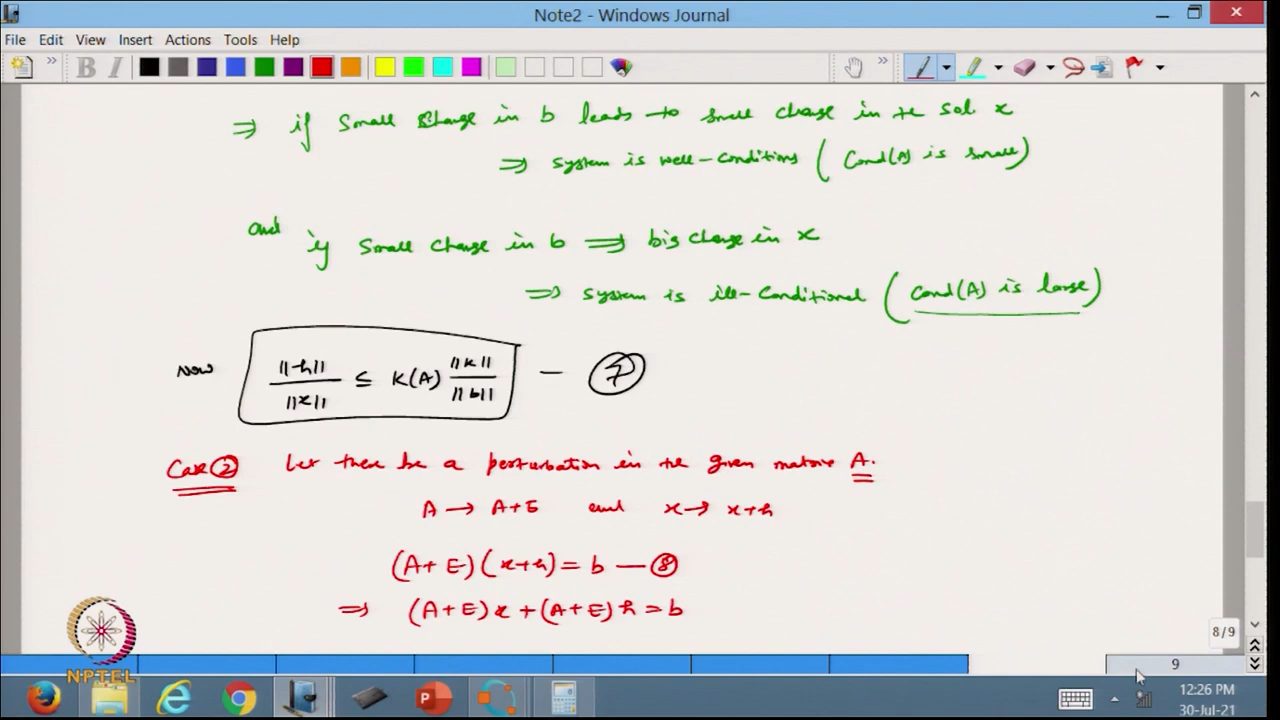 Note2 - Windows Journal
File Edit View Insert Actions Tools Help
⇒ if small change in b leads to small change in the sol x
⇒ system is well-conditions (Cond(A) is small)
And
if small change in b ⇒ big change in x
⇒ system is ill-conditional (Cond(A) is large)
Now ||h||/||x|| ≤ K(A) ||k||/||b|| — (7)
Case (2) Let there be a perturbation in the given matrix A.
A → A+E and x → x+h
(A+E)(x+h) = b — (8)
⇒ (A+E)x + (A+E)h = b
8/9
9
NPTEL
12:26 PM
30-Jul-21